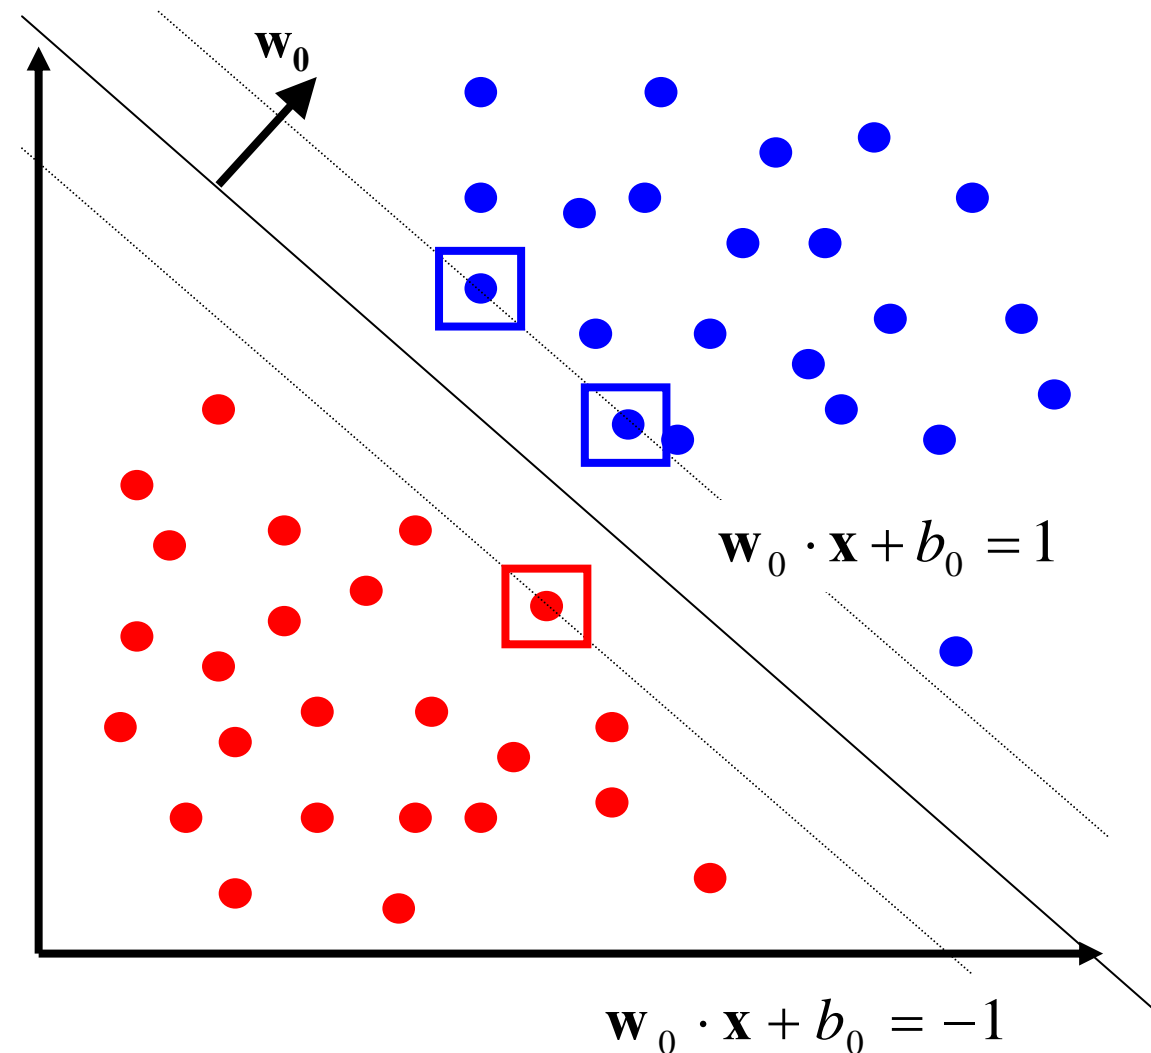 w₀
w₀ · x + b₀ = 1
w₀ · x + b₀ = −1